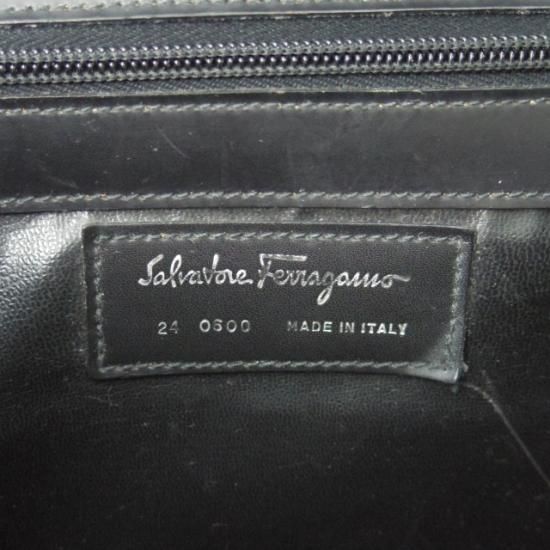 Salvatore Ferragamo
24 0600 MADE IN ITALY